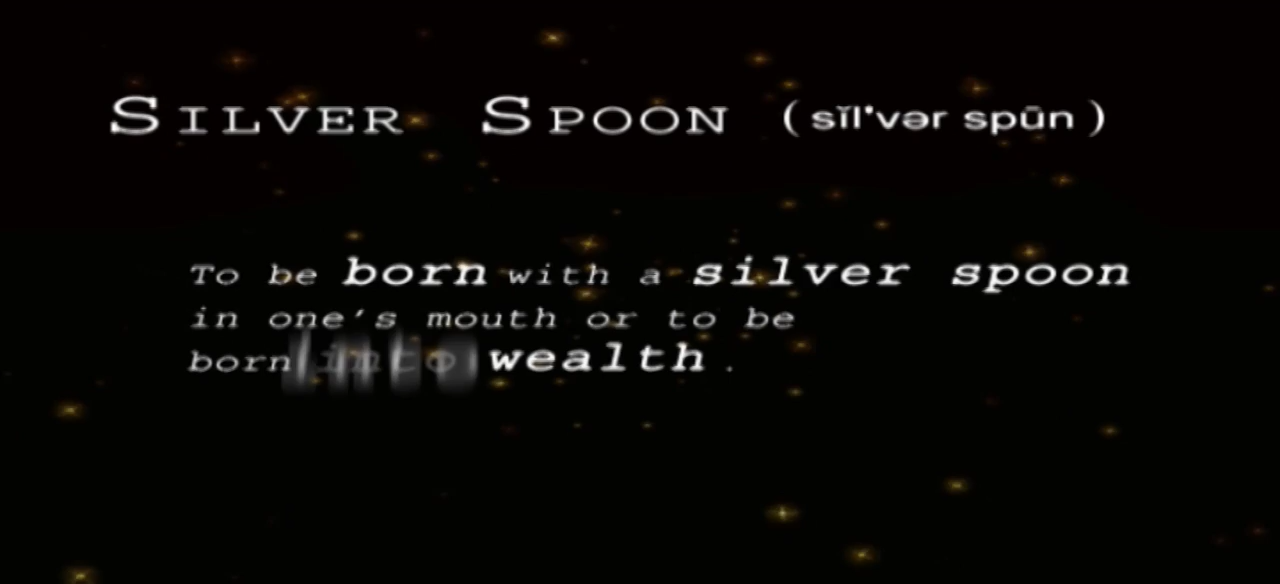 Silver Spoon (sĭl'vər spūn)
To be born with a silver spoon
in one's mouth or to be
born into wealth.